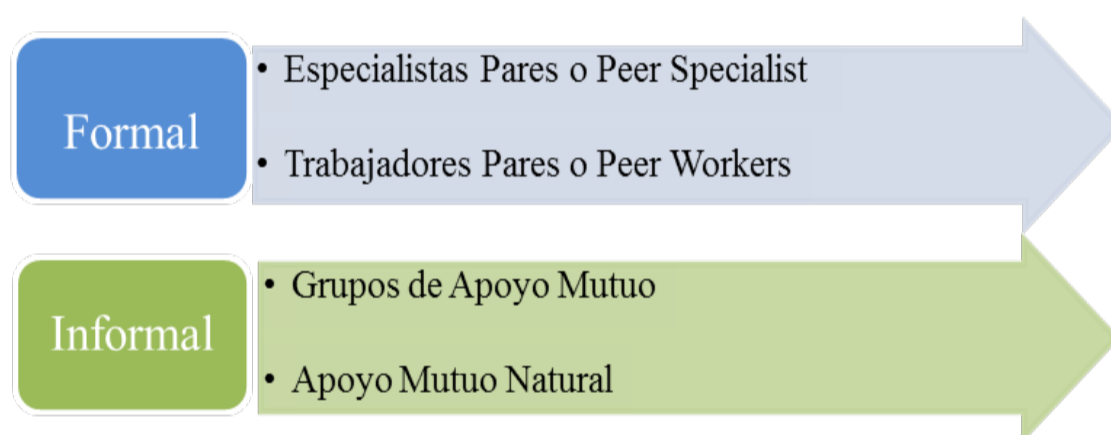 Formal
• Especialistas Pares o Peer Specialist
• Trabajadores Pares o Peer Workers
Informal
• Grupos de Apoyo Mutuo
• Apoyo Mutuo Natural